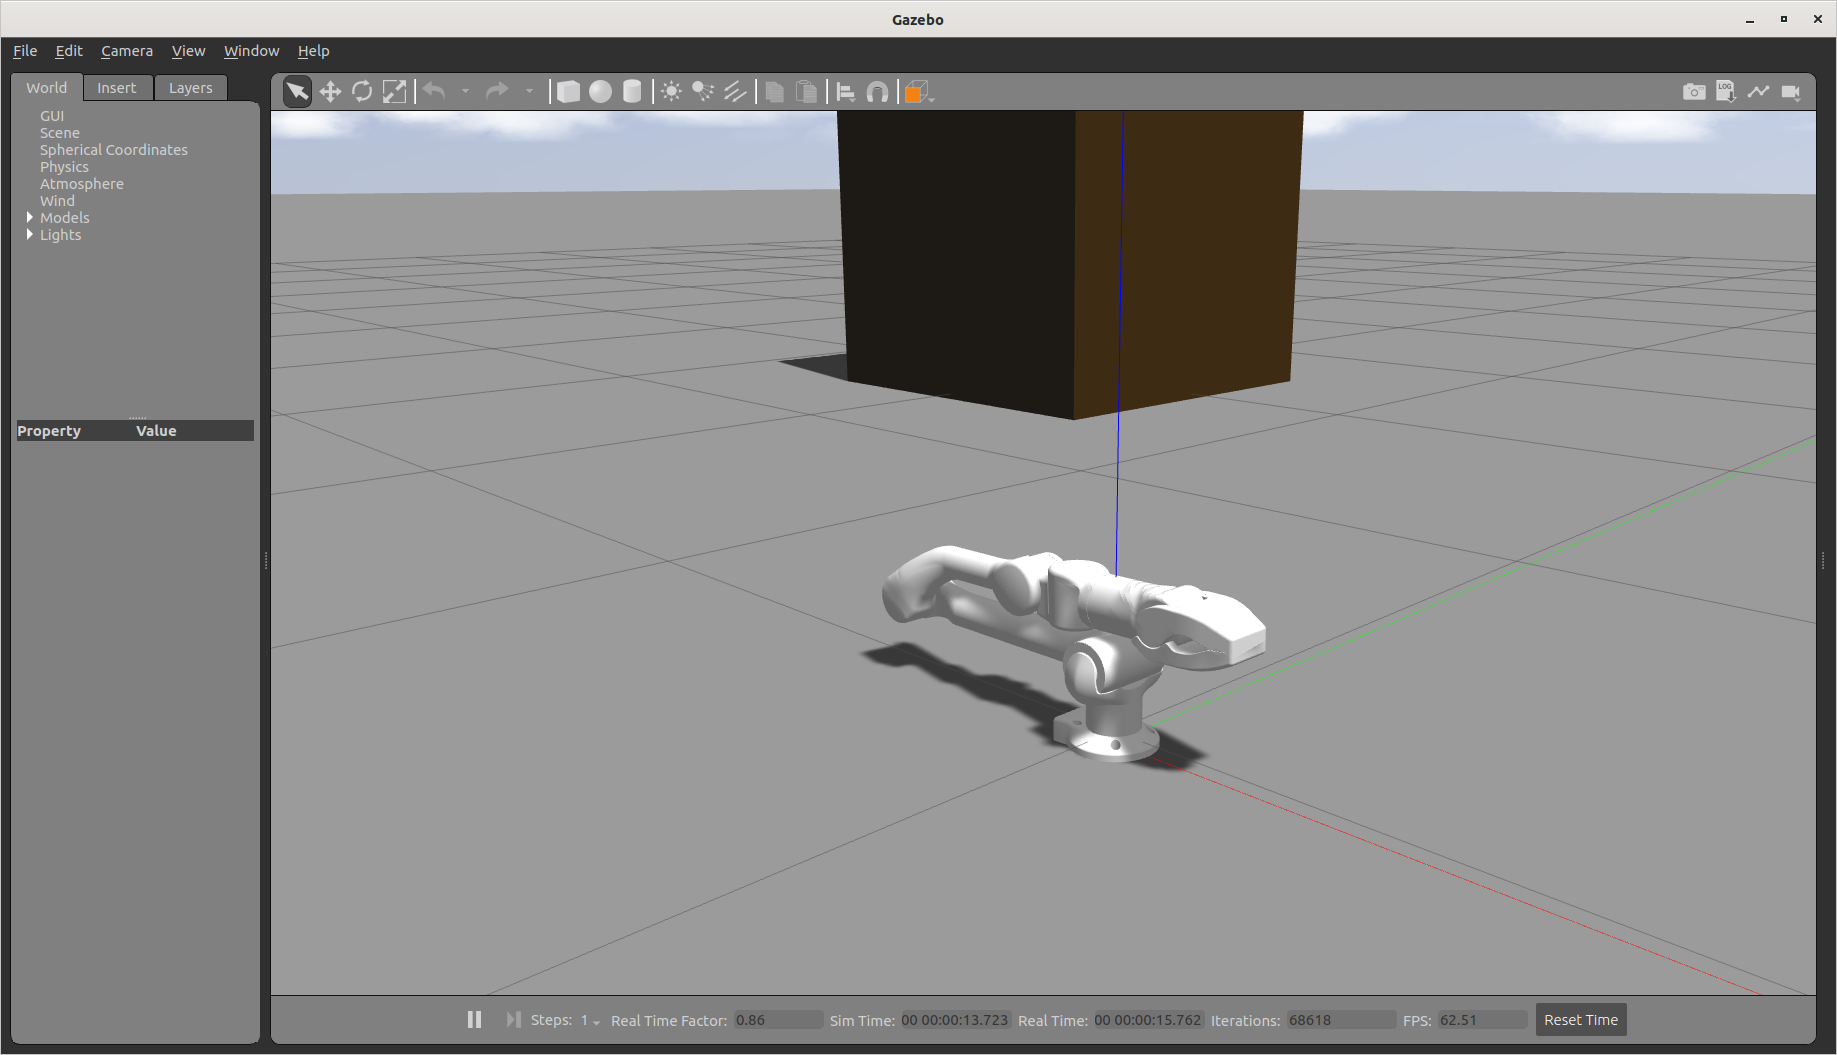 Gazebo
File Edit Camera View Window Help
World Insert Layers
LOG
GUI
Scene
Spherical Coordinates
Physics
Atmosphere
Wind
Models
Lights
Property Value
Steps: 1 Real Time Factor: 0.86 Sim Time: 00 00:00:13.723 Real Time: 00 00:00:15.762 Iterations: 68618 FPS: 62.51 Reset Time